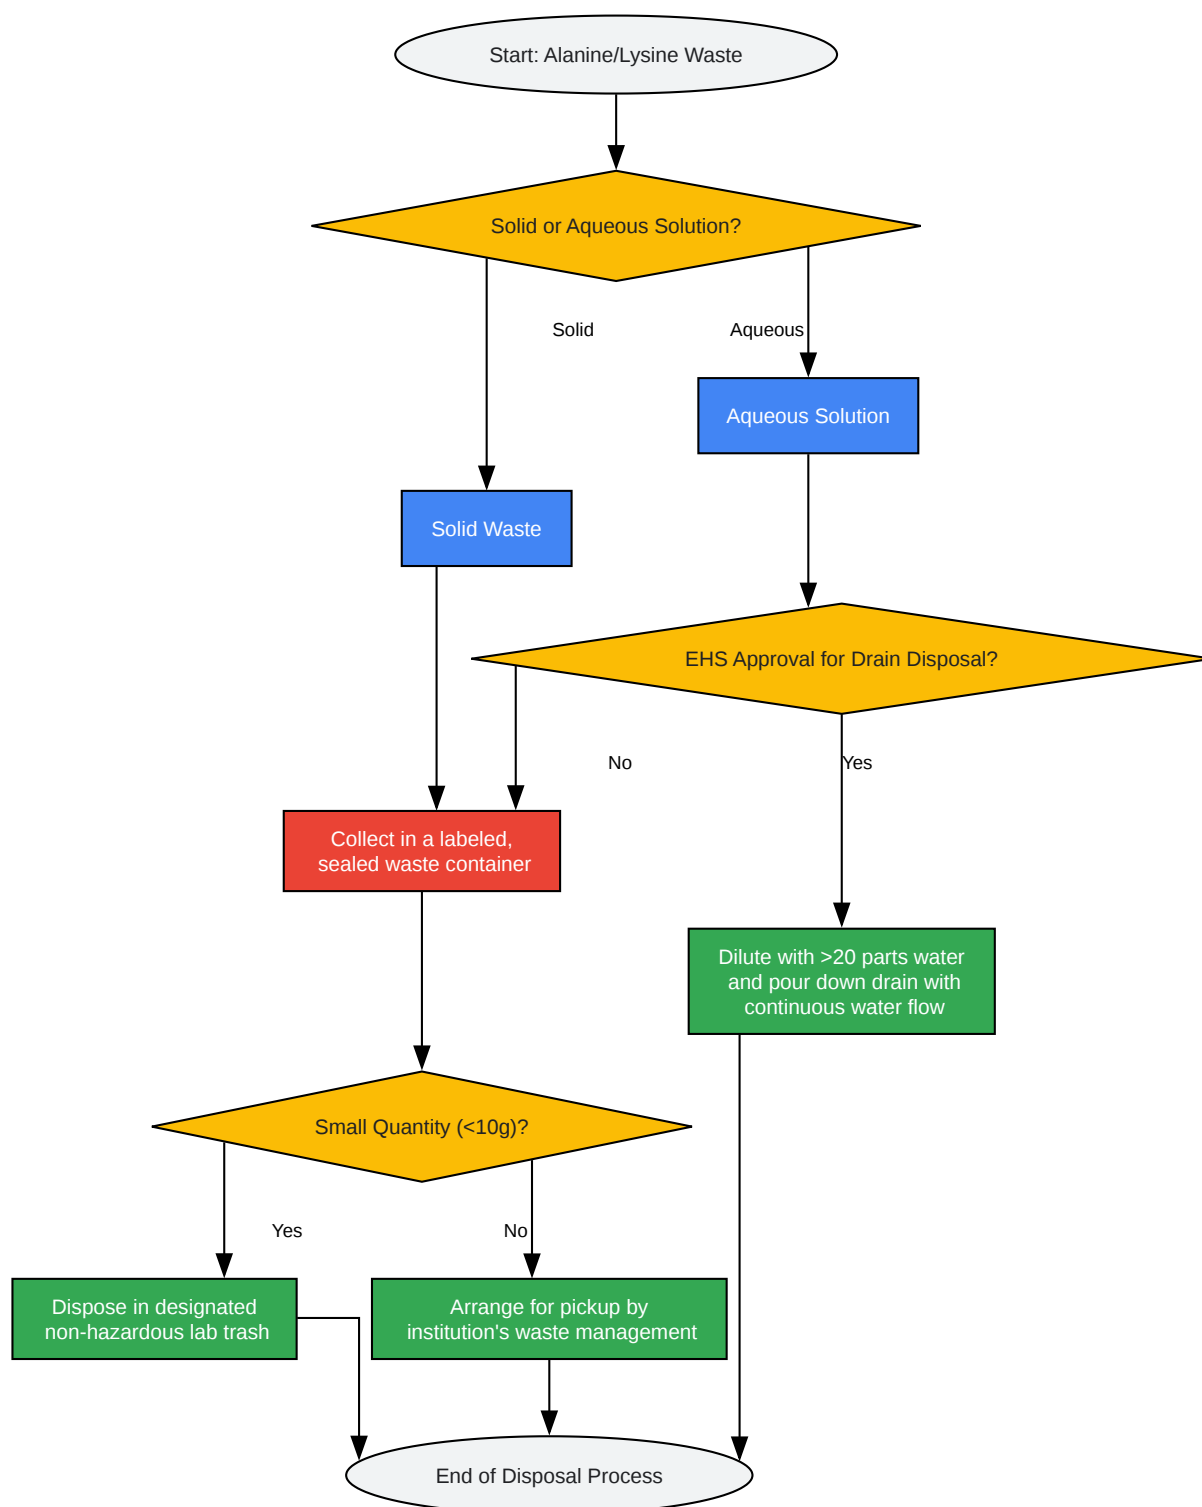 Start: Alanine/Lysine Waste
Solid or Aqueous Solution?
Solid
Aqueous
Aqueous Solution
Solid Waste
EHS Approval for Drain Disposal?
No
Yes
Collect in a labeled,
sealed waste container
Dilute with >20 parts water
and pour down drain with
continuous water flow
Small Quantity (<10g)?
Yes
No
Dispose in designated
non-hazardous lab trash
Arrange for pickup by
institution's waste management
End of Disposal Process